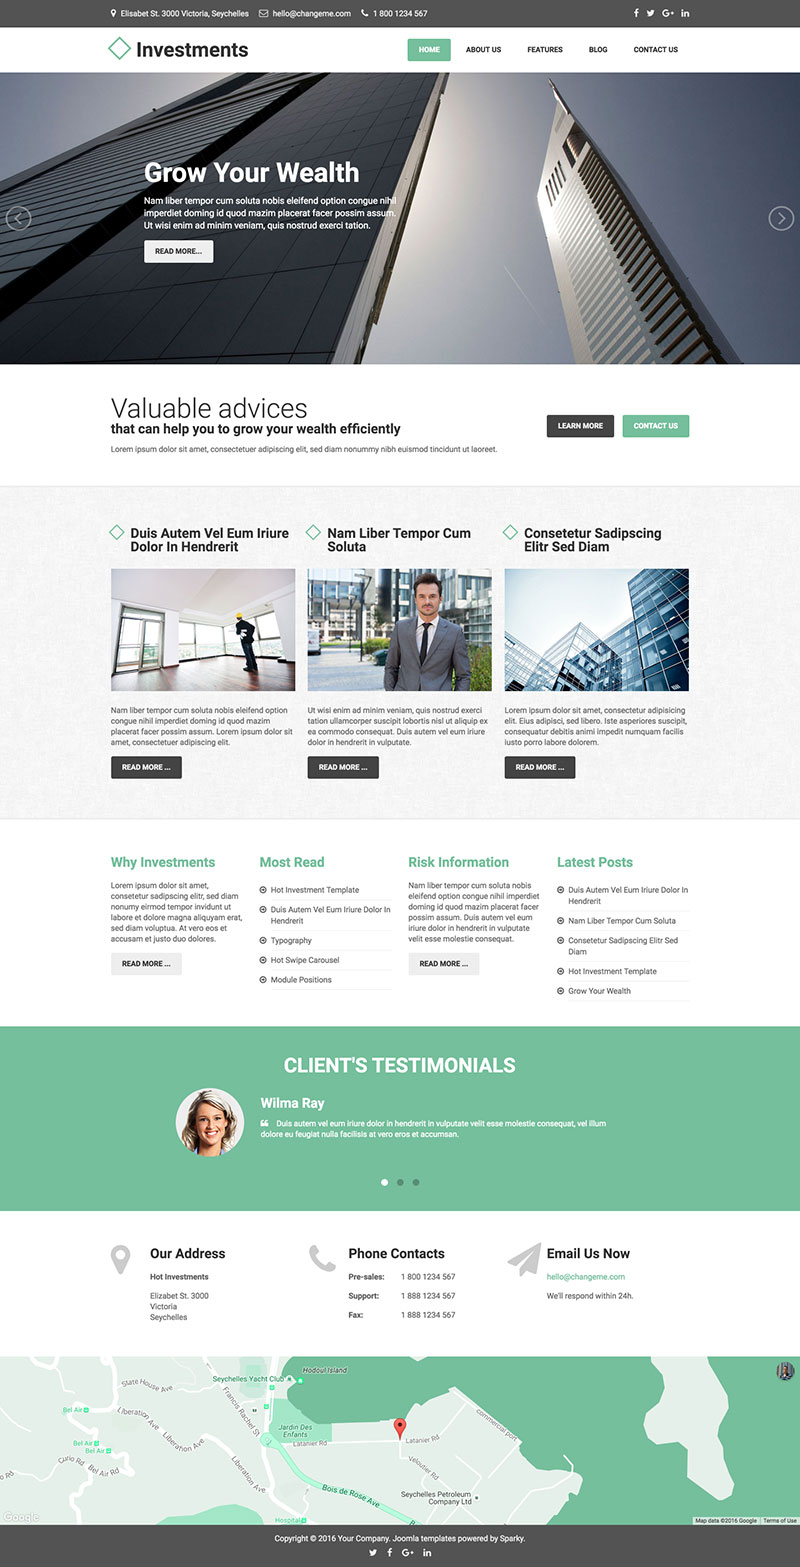 Elisabet St. 3000 Victoria, Seychelles hello@changeme.com 1 800 1234 567
Investments
HOME ABOUT US FEATURES BLOG CONTACT US
Grow Your Wealth
Nam liber tempor cum soluta nobis eleifend option congue nihil
imperdiet doming id quod mazim placerat facer possim assum.
Ut wisi enim ad minim veniam, quis nostrud exerci tation.
READ MORE...
Valuable advices
that can help you to grow your wealth efficiently
Lorem ipsum dolor sit amet, consectetuer adipiscing elit, sed diam nonummy nibh euismod tincidunt ut laoreet.
LEARN MORE CONTACT US
Duis Autem Vel Eum Iriure
Dolor In Hendrerit
Nam liber tempor cum soluta nobis eleifend option
congue nihil imperdiet doming id quod mazim
placerat facer possim assum. Lorem ipsum dolor sit
amet, consectetuer adipiscing elit.
READ MORE ...
Nam Liber Tempor Cum
Soluta
Ut wisi enim ad minim veniam, quis nostrud exerci
tation ullamcorper suscipit lobortis nisl ut aliquip ex
ea commodo consequat. Duis autem vel eum iriure
dolor in hendrerit in vulputate.
READ MORE ...
Consetetur Sadipscing
Elitr Sed Diam
Lorem ipsum dolor sit amet, consectetur adipisicing
elit. Eius adipisci, sed libero. Iste asperiores suscipit,
consequatur debitis animi impedit numquam facilis
iusto porro labore dolorem.
READ MORE ...
Why Investments
Lorem ipsum dolor sit amet,
consetetur sadipscing elitr, sed diam
nonumy eirmod tempor invidunt ut
labore et dolore magna aliquyam erat,
sed diam voluptua. At vero eos et
accusam et justo duo dolores.
READ MORE ...
Most Read
Hot Investment Template
Duis Autem Vel Eum Iriure Dolor In
Hendrerit
Typography
Hot Swipe Carousel
Module Positions
Risk Information
Nam liber tempor cum soluta nobis
eleifend option congue nihil imperdiet
doming id quod mazim placerat facer
possim assum. Duis autem vel eum
iriure dolor in hendrerit in vulputate
velit esse molestie consequat.
READ MORE ...
Latest Posts
Duis Autem Vel Eum Iriure Dolor In
Hendrerit
Nam Liber Tempor Cum Soluta
Consetetur Sadipscing Elitr Sed
Diam
Hot Investment Template
Grow Your Wealth
CLIENT'S TESTIMONIALS
Wilma Ray
Duis autem vel eum iriure dolor in hendrerit in vulputate velit esse molestie consequat, vel illum
dolore eu feugiat nulla facilisis at vero eros et accumsan.
Our Address
Hot Investments
Elizabet St. 3000
Victoria
Seychelles
Phone Contacts
Pre-sales: 1 800 1234 567
Support: 1 888 1234 567
Fax: 1 888 1234 567
Email Us Now
hello@changeme.com
We'll respond within 24h.
Hodoul Island
Seychelles Yacht Club
State House Ave
Francis Rachel St
Bel Air
Liberation Ave
Jardin Des
Enfants
Latanier Rd
Latanier Rd
commercial port
Bel Air
Bel Air
Liberation Ave
Liberation Ave
Curio Rd
Bel Air Rd
Veloutier Rd
Bois de Rose Ave
Seychelles Petroleum
Company Ltd
Hospital
Google
Map data ©2016 Google Terms of Use
Copyright © 2016 Your Company. Joomla templates powered by Sparky.